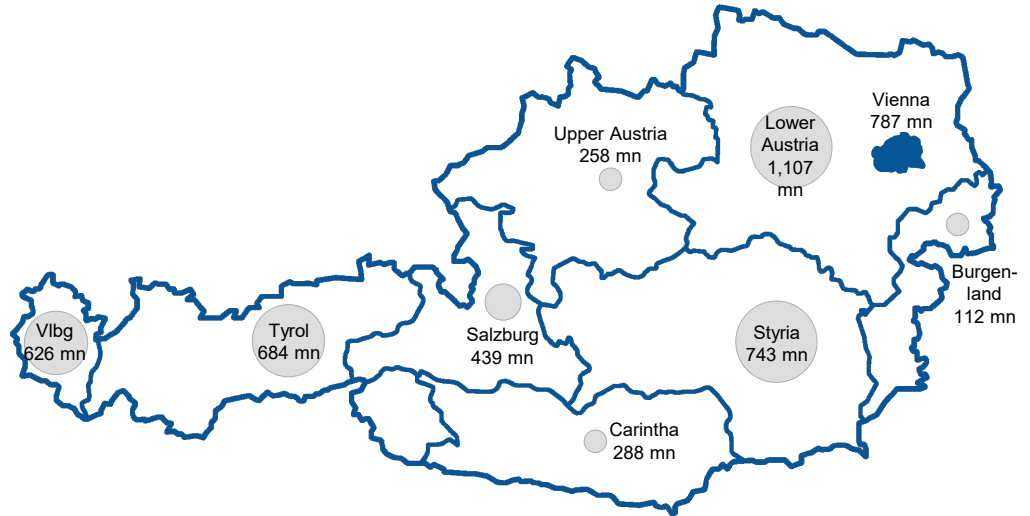 Vienna
787 mn
Lower
Austria
1,107
mn
Upper Austria
258 mn
Burgen-
land
112 mn
Vlbg
626 mn
Tyrol
684 mn
Salzburg
439 mn
Styria
743 mn
Carintha
288 mn